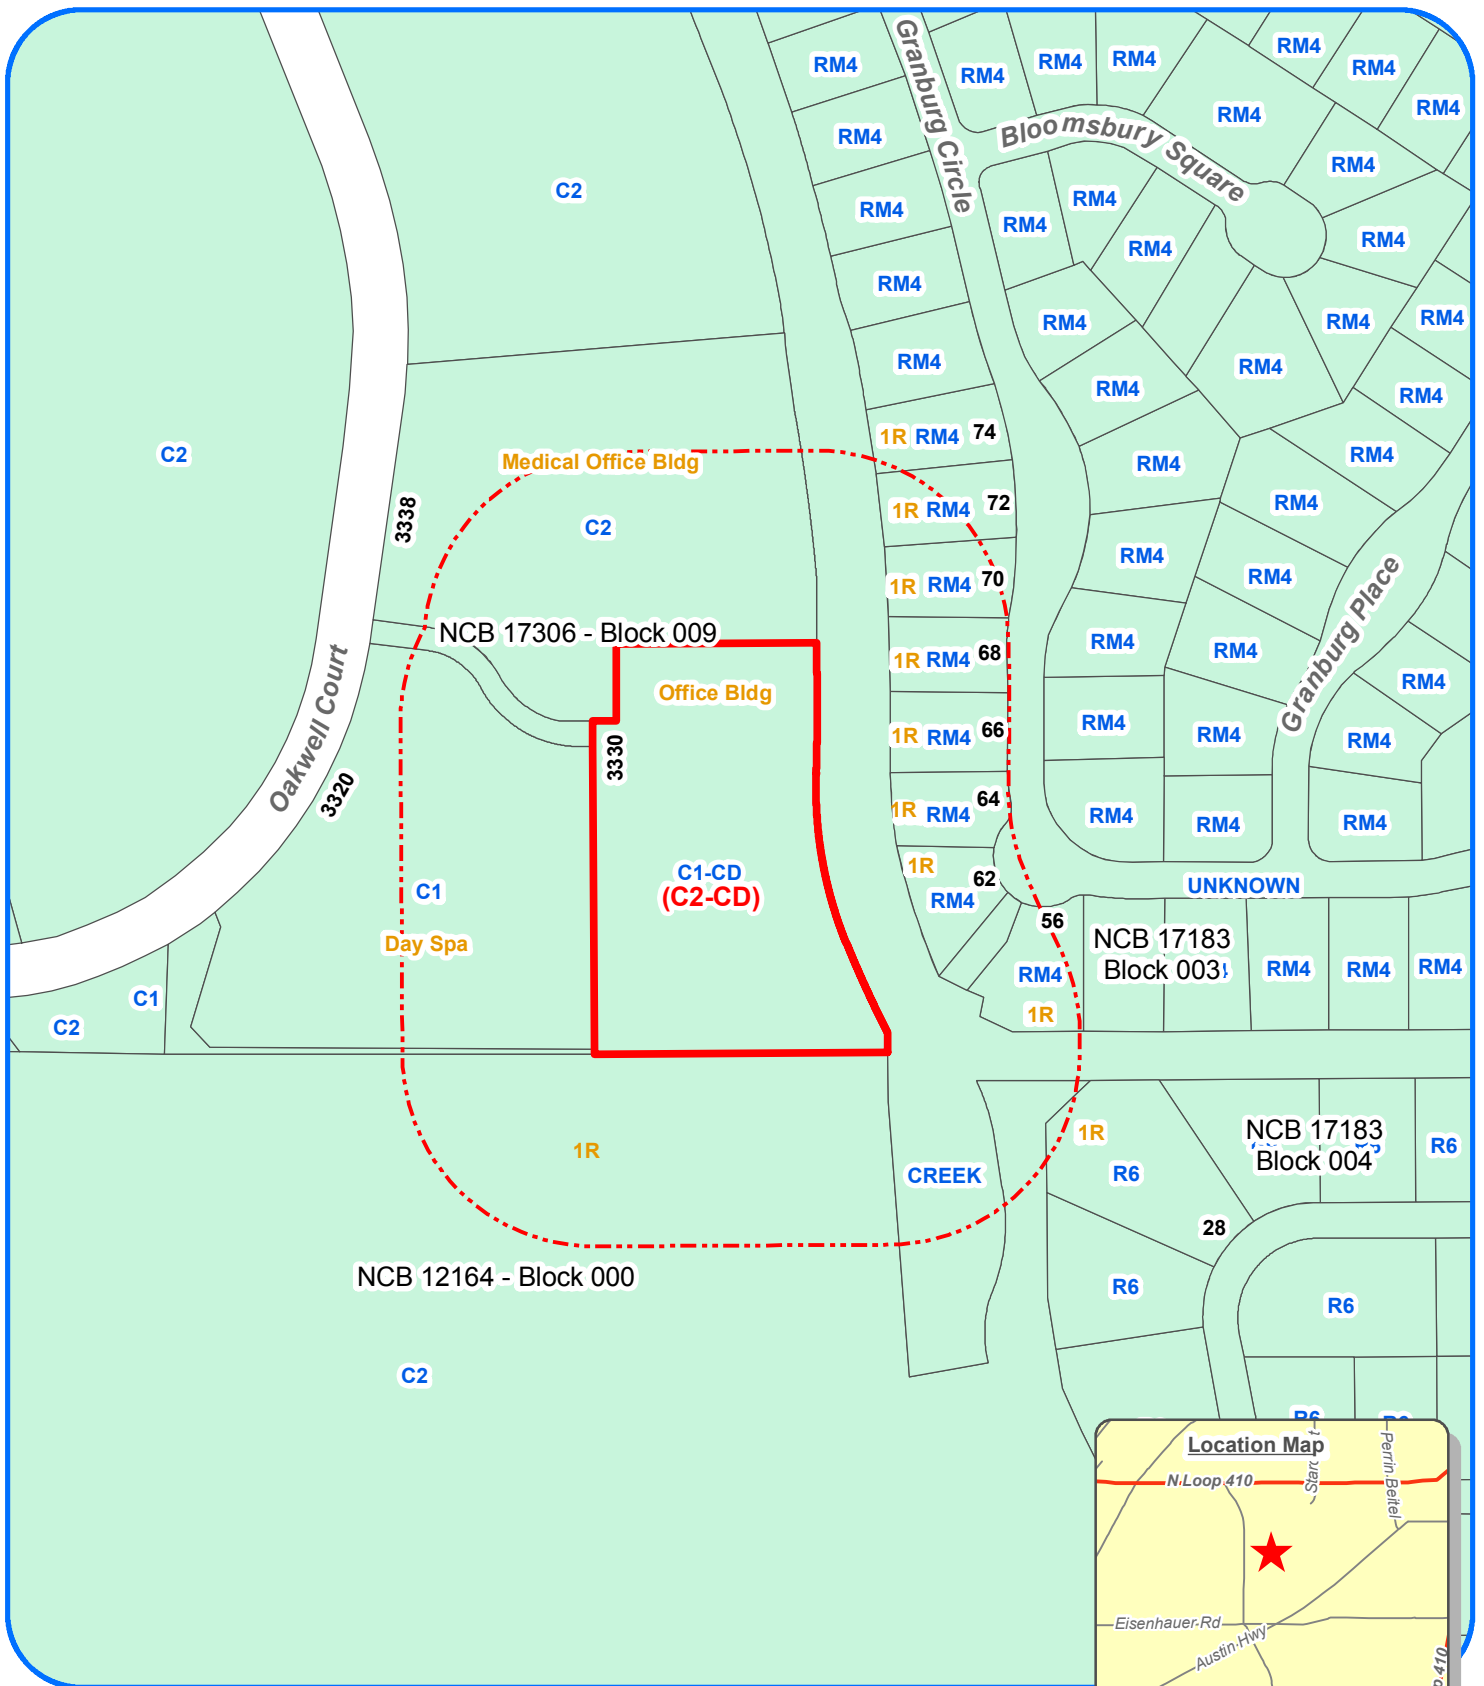 RM4
Granburg Circle
RM4
RM4
RM4
RM4
RM4
RM4
RM4
Bloomsbury Square
RM4
RM4
RM4
C2
RM4
RM4
RM4
RM4
RM4
RM4
RM4
RM4
RM4
RM4
RM4
RM4
RM4
RM4
1R RM4 74
C2
Medical Office Bldg
RM4
RM4
3338
C2
1R RM4 72
RM4
1R RM4 70
RM4
RM4
Granburg Place
NCB 17306 - Block 009
1R RM4 68
RM4
RM4
RM4
Oakwell Court
Office Bldg
3330
1R RM4 66
RM4
RM4
RM4
3320
1R RM4 64
RM4
RM4
RM4
C1-CD
(C2-CD)
C1
1R
RM4
62
UNKNOWN
Day Spa
56
NCB 17183
Block 003
RM4
RM4
RM4
RM4
1R
C1
C2
1R
1R
CREEK
R6
NCB 17183
Block 004
R6
28
NCB 12164 - Block 000
R6
R6
C2
R6
Location Map
N Loop 410
Perrin Beitel
Eisenhauer Rd
Austin Hwy